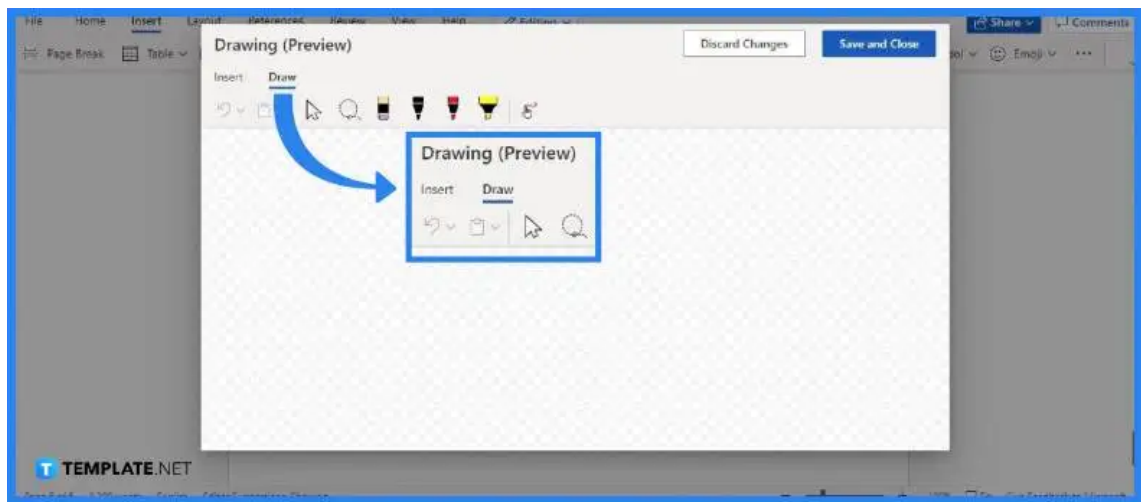 File Home Insert Layout References Review View Help Editing
Share Comments
Page Break Table Emoji
Drawing (Preview)
Discard Changes Save and Close
Insert Draw
Drawing (Preview)
Insert Draw
T TEMPLATE.NET